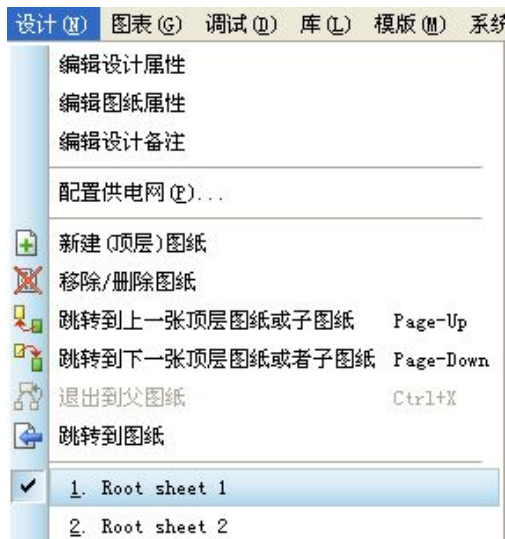 设计(N) 图表(G) 调试(D) 库(L) 模版(M) 系统
编辑设计属性
编辑图纸属性
编辑设计备注
配置供电网(P)...
新建(顶层)图纸
移除/删除图纸
跳转到上一张顶层图纸或子图纸 Page-Up
跳转到下一张顶层图纸或者子图纸 Page-Down
退出到父图纸 Ctrl+X
跳转到图纸
1. Root sheet 1
2. Root sheet 2